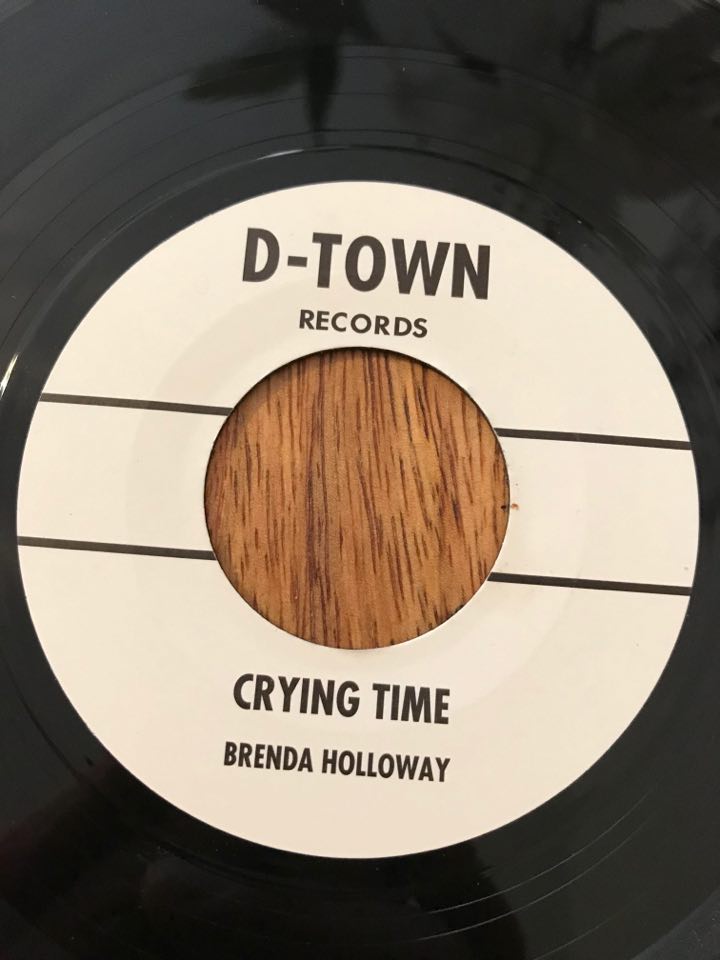 D-TOWN
RECORDS
CRYING TIME
BRENDA HOLLOWAY